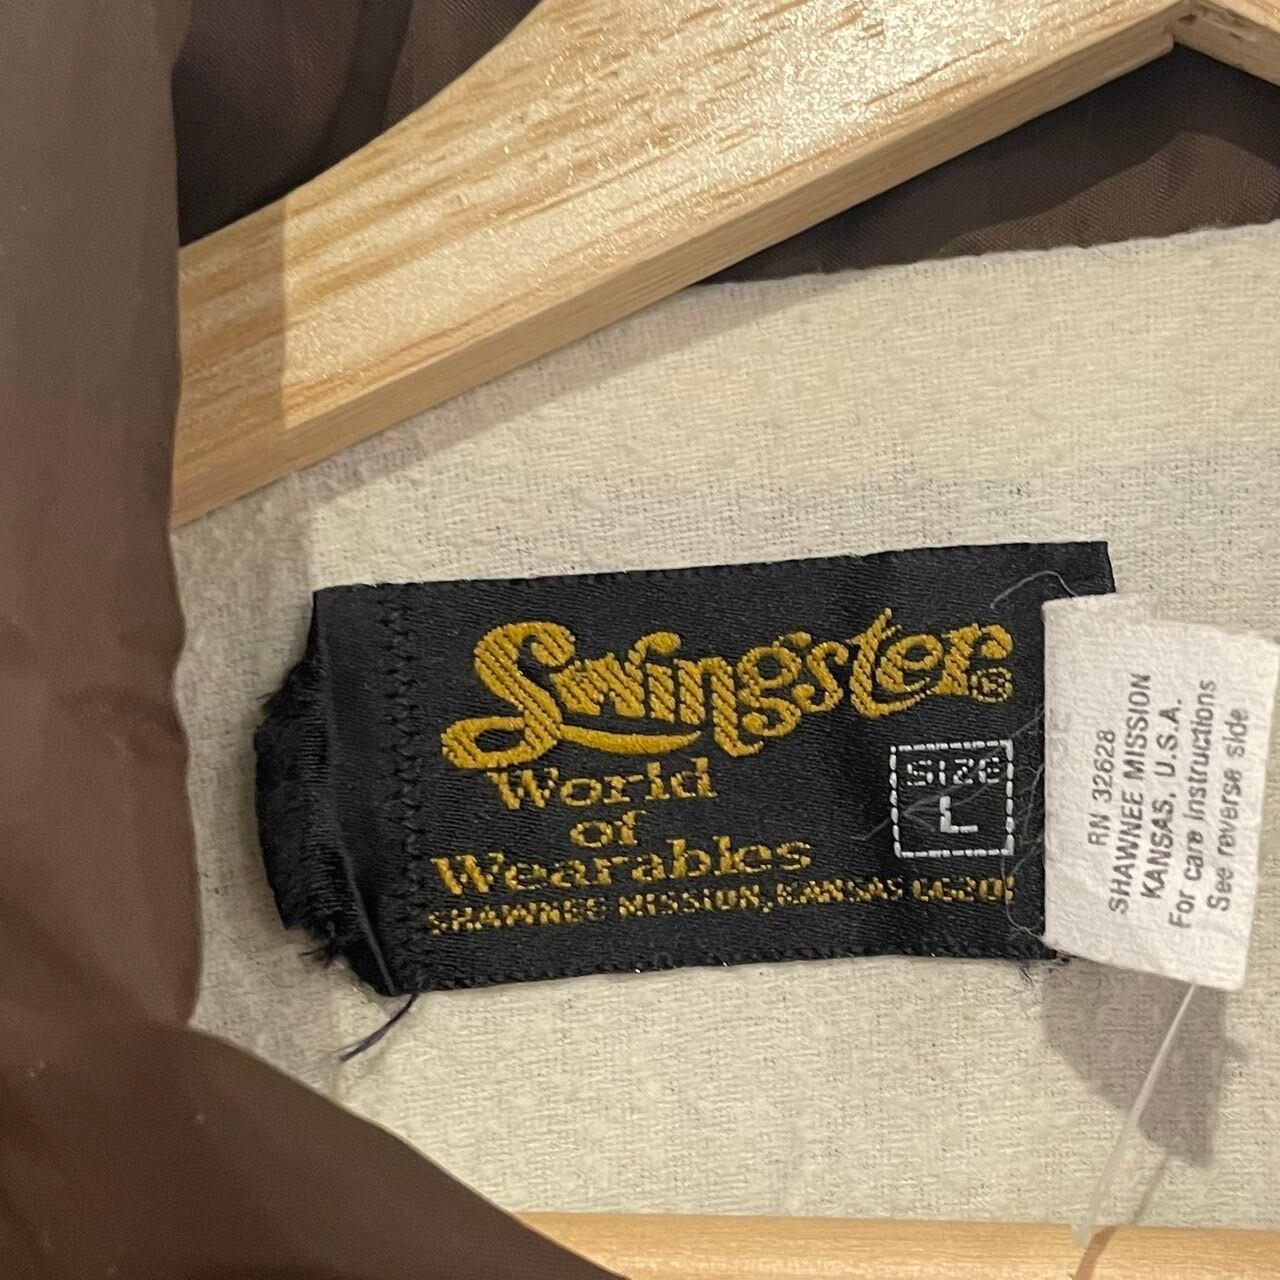 Swingster®
World
of
Wearables
SHAWNEE MISSION, KANSAS 66201
SIZE
L
RN 32628
SHAWNEE MISSION
KANSAS, U.S.A.
For care instructions
See reverse side